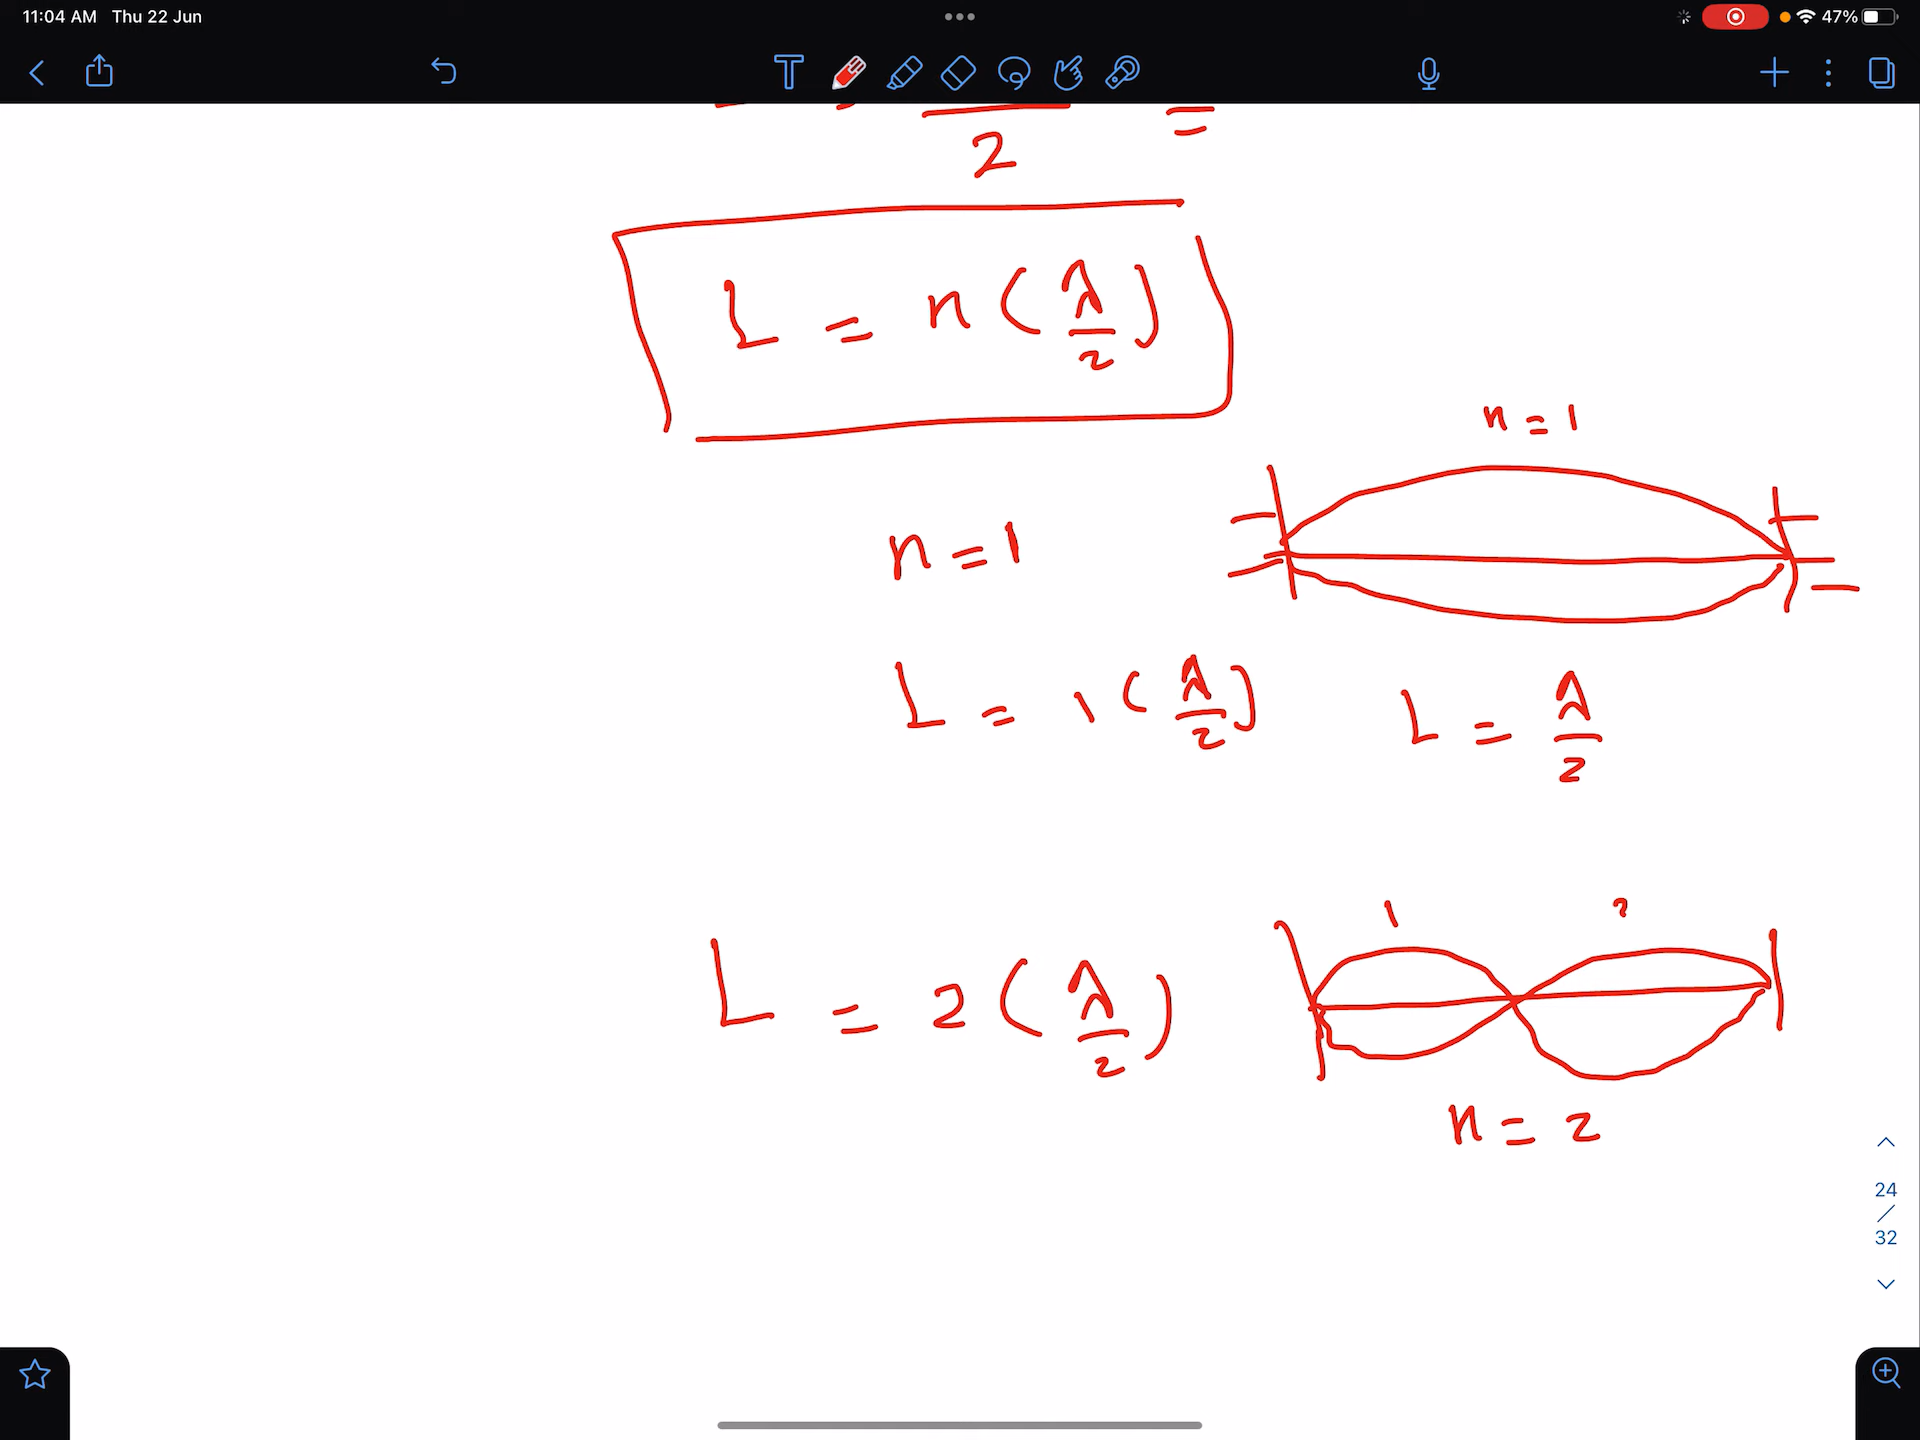 11:04 AM Thu 22 Jun
47%
T
2
L = n(λ/2)
n = 1
n = 1
L = 1(λ/2)
L = λ/2
1 2
L = 2(λ/2)
n = 2
24
/
32